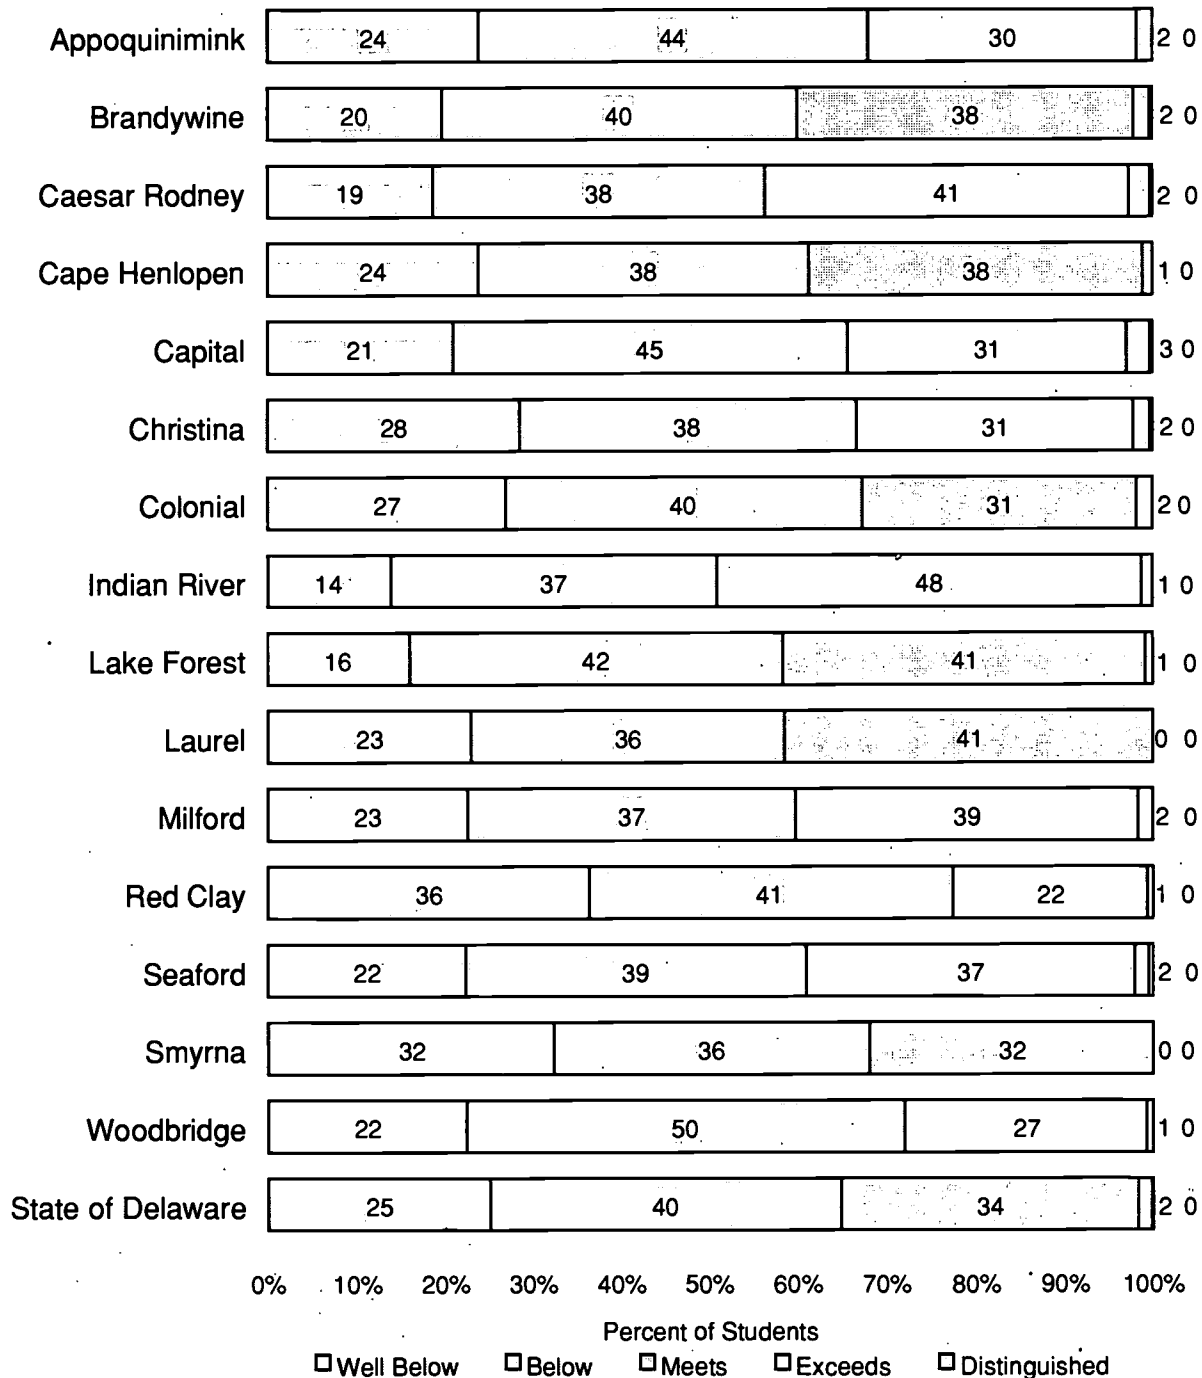 Appoquinimink 24 44 30 2 0
Brandywine 20 40 38 2 0
Caesar Rodney 19 38 41 2 0
Cape Henlopen 24 38 38 1 0
Capital 21 45 31 3 0
Christina 28 38 31 2 0
Colonial 27 40 31 2 0
Indian River 14 37 48 1 0
Lake Forest 16 42 41 1 0
Laurel 23 36 41 0 0
Milford 23 37 39 2 0
Red Clay 36 41 22 1 0
Seaford 22 39 37 2 0
Smyrna 32 36 32 0 0
Woodbridge 22 50 27 1 0
State of Delaware 25 40 34 2 0
0% 10% 20% 30% 40% 50% 60% 70% 80% 90% 100%
Percent of Students
Well Below Below Meets Exceeds Distinguished